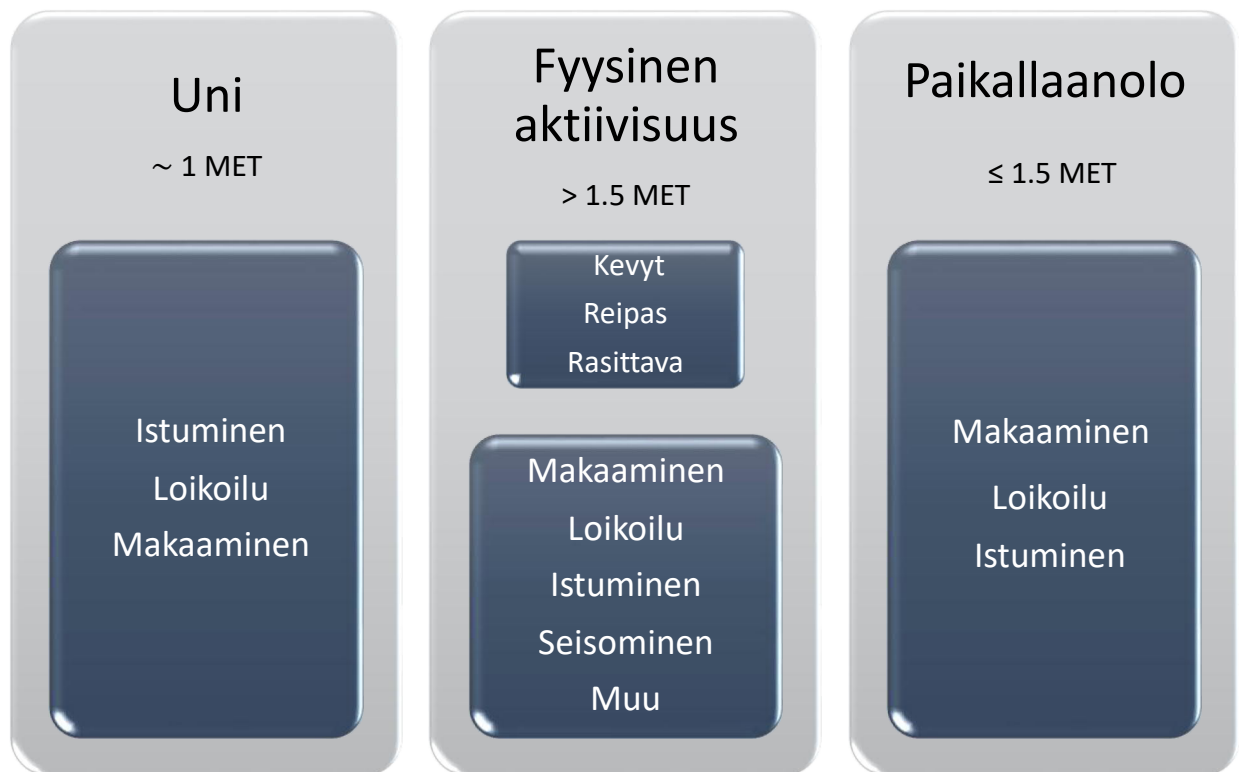 Uni
~ 1 MET
Istuminen
Loikoilu
Makaaminen
Fyysinen
aktiivisuus
> 1.5 MET
Kevyt
Reipas
Rasittava
Makaaminen
Loikoilu
Istuminen
Seisominen
Muu
Paikallaanolo
≤ 1.5 MET
Makaaminen
Loikoilu
Istuminen